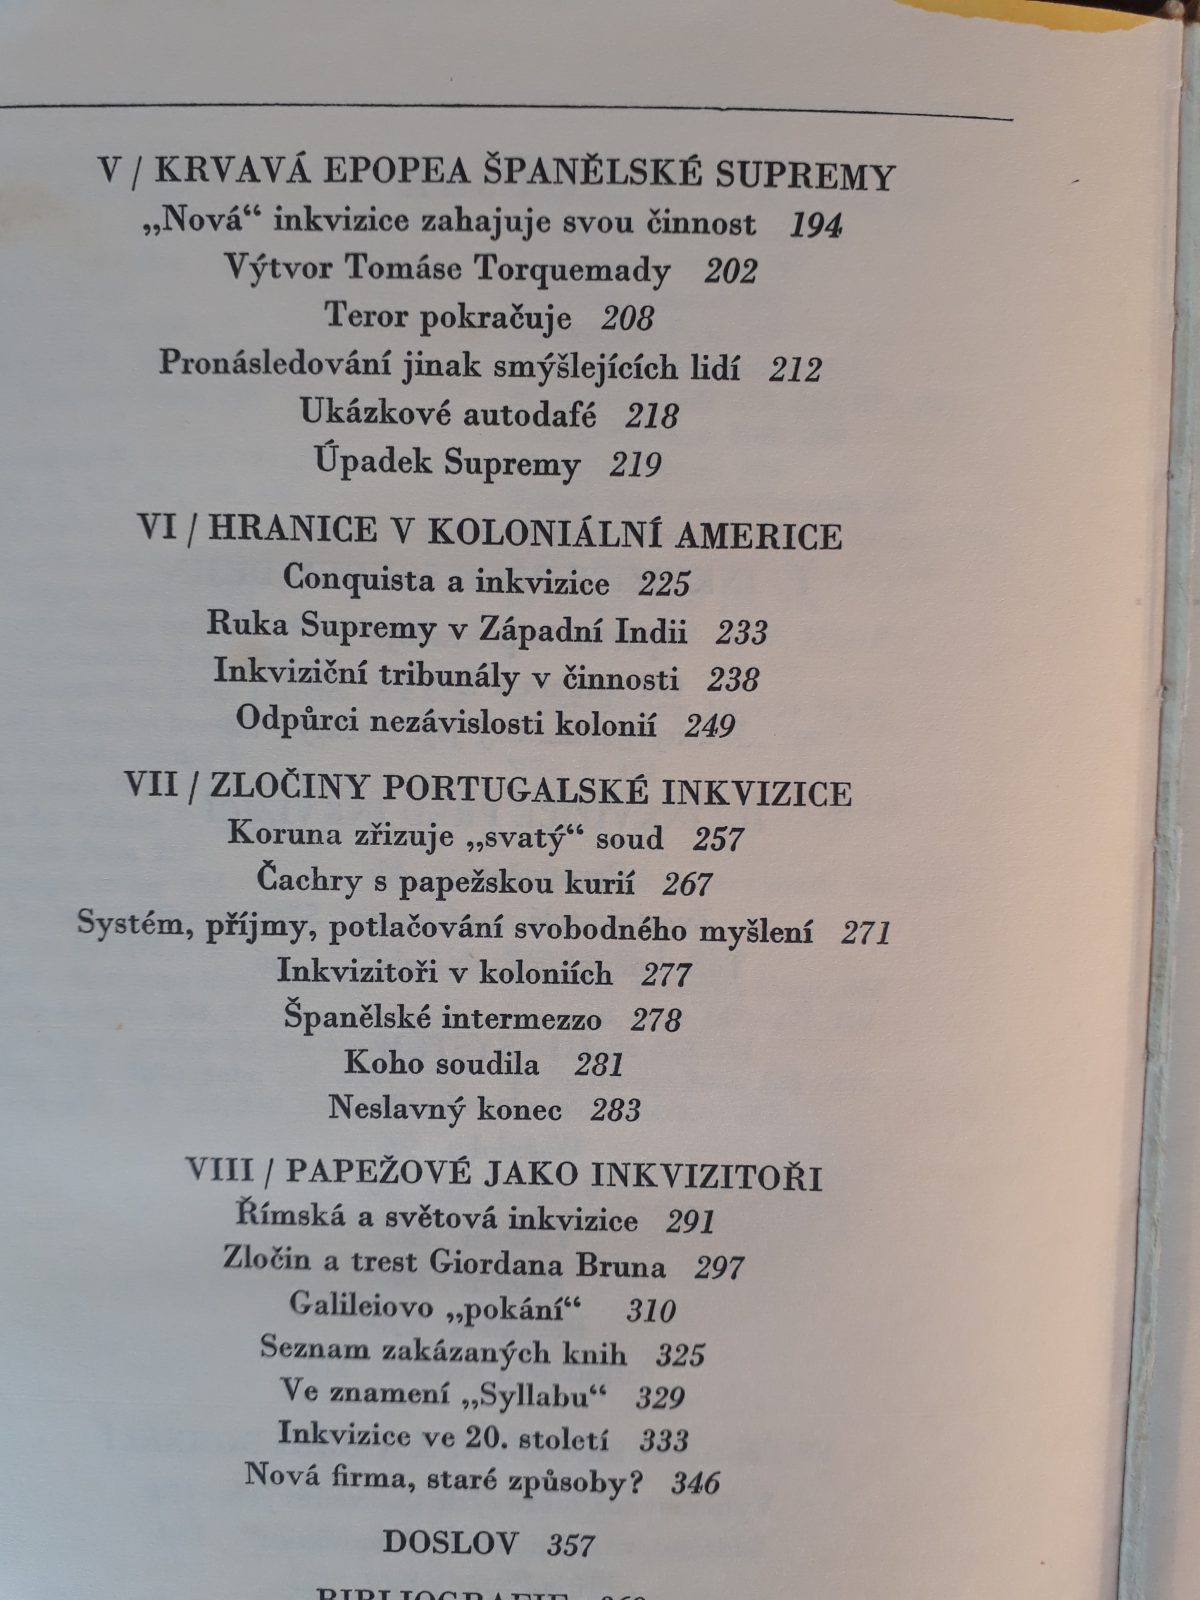 V / KRVAVÁ EPOPEA ŠPANĚLSKÉ SUPREMY
„Nová“ inkvizice zahajuje svou činnost 194
Výtvor Tomáse Torquemady 202
Teror pokračuje 208
Pronásledování jinak smýšlejících lidí 212
Ukázkové autodafé 218
Úpadek Supremy 219
VI / HRANICE V KOLONIÁLNÍ AMERICE
Conquista a inkvizice 225
Ruka Supremy v Západní Indii 233
Inkviziční tribunály v činnosti 238
Odpůrci nezávislosti kolonií 249
VII / ZLOČINY PORTUGALSKÉ INKVIZICE
Koruna zřizuje „svatý“ soud 257
Čachry s papežskou kurií 267
Systém, příjmy, potlačování svobodného myšlení 271
Inkvizitoři v koloniích 277
Španělské intermezzo 278
Koho soudila 281
Neslavný konec 283
VIII / PAPEŽOVÉ JAKO INKVIZITOŘI
Římská a světová inkvizice 291
Zločin a trest Giordana Bruna 297
Galileiovo „pokání“ 310
Seznam zakázaných knih 325
Ve znamení „Syllabu“ 329
Inkvizice ve 20. století 333
Nová firma, staré způsoby? 346
DOSLOV 357
BIBLIOGRAFIE